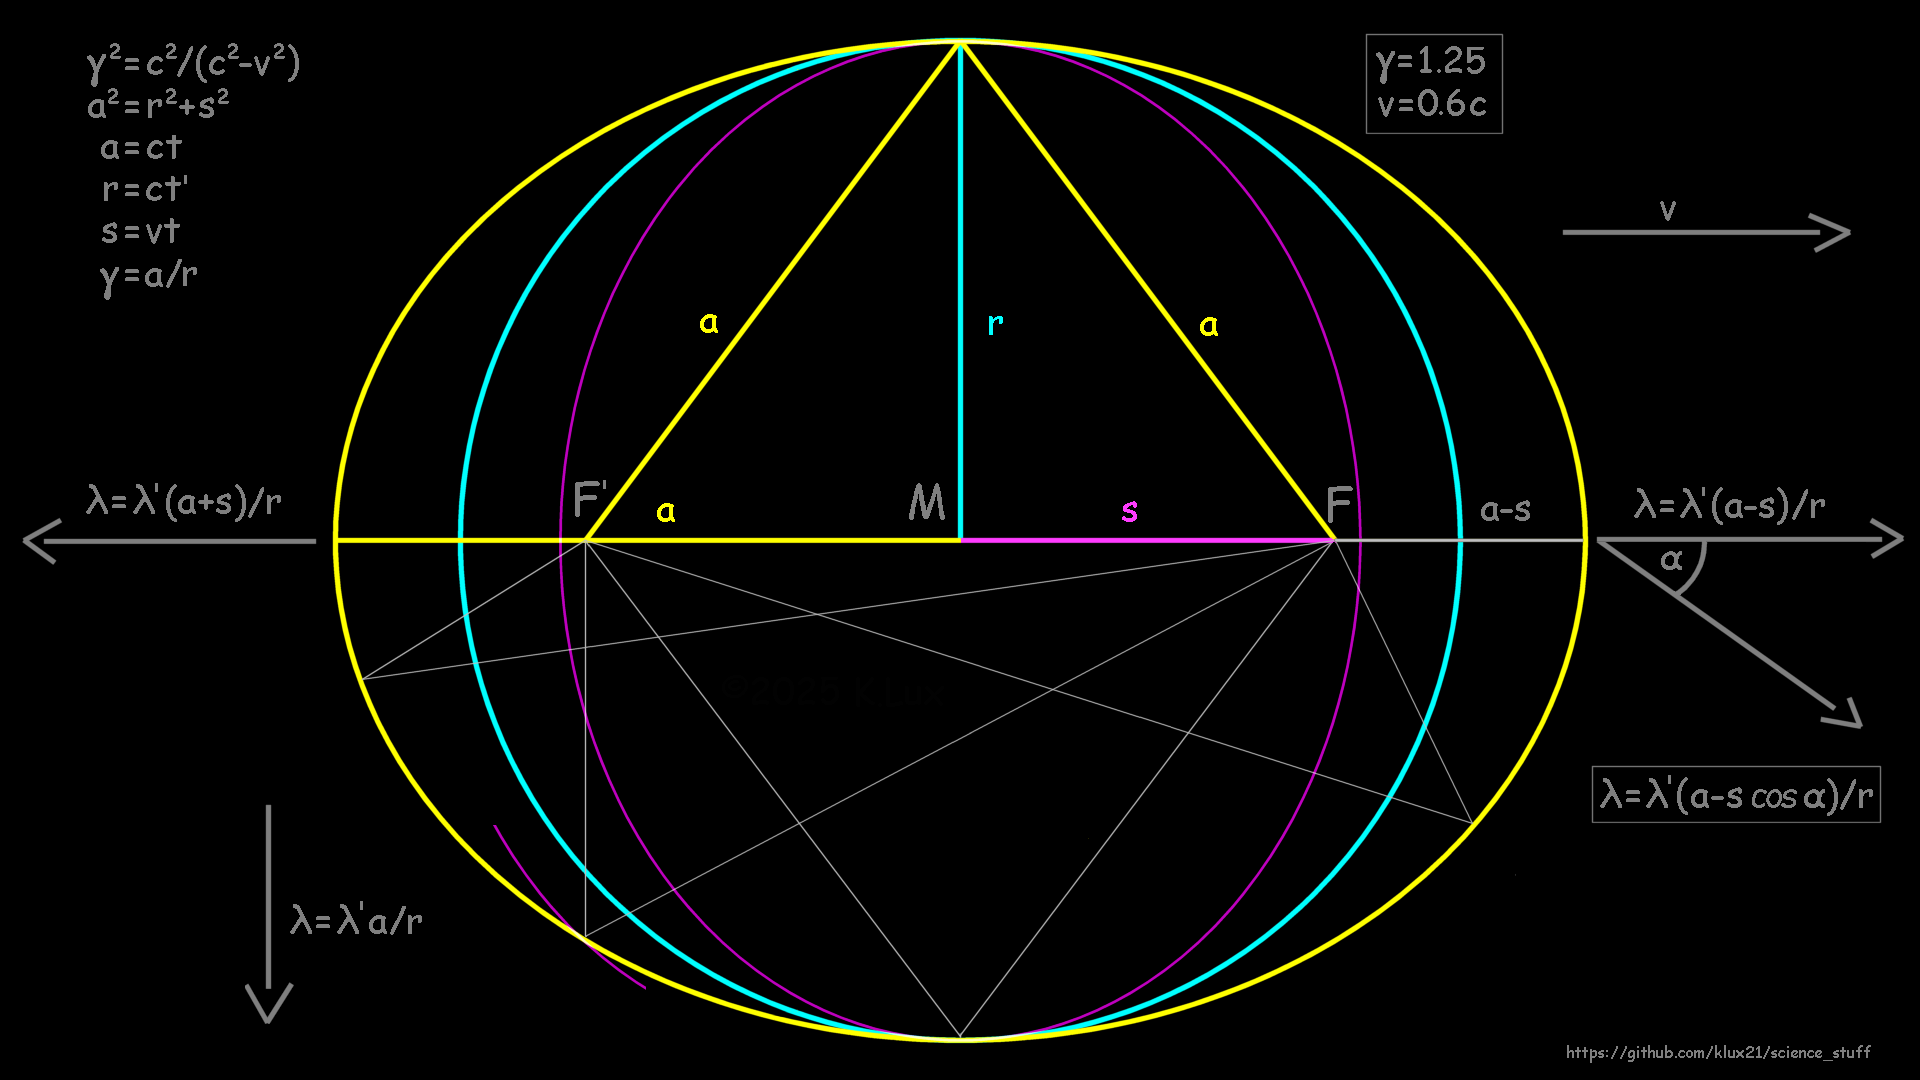 γ²=c²/(c²-v²)
a²=r²+s²
a=ct
r=ct'
s=vt
γ=a/r
γ=1.25
v=0.6c
v
a
r
a
λ=λ'(a+s)/r
F'
a
M
s
F
a-s
λ=λ'(a-s)/r
α
λ=λ'(a-s cos α)/r
λ=λ'a/r
https://github.com/klux21/science_stuff